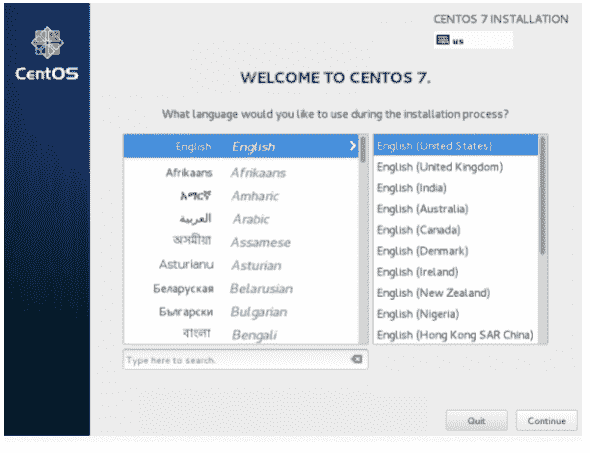 CentOS
CENTOS 7 INSTALLATION
us
WELCOME TO CENTOS 7.
What language would you like to use during the installation process?
English English
Afrikaans Afrikaans
አማርኛ Amharic
العربية Arabic
অসমীয়া Assamese
Asturianu Asturian
Беларуская Belarusian
Български Bulgarian
বাংলা Bengali
Type here to search.
English (United States)
English (United Kingdom)
English (India)
English (Australia)
English (Canada)
English (Denmark)
English (Ireland)
English (New Zealand)
English (Nigeria)
English (Hong Kong SAR China)
Quit Continue